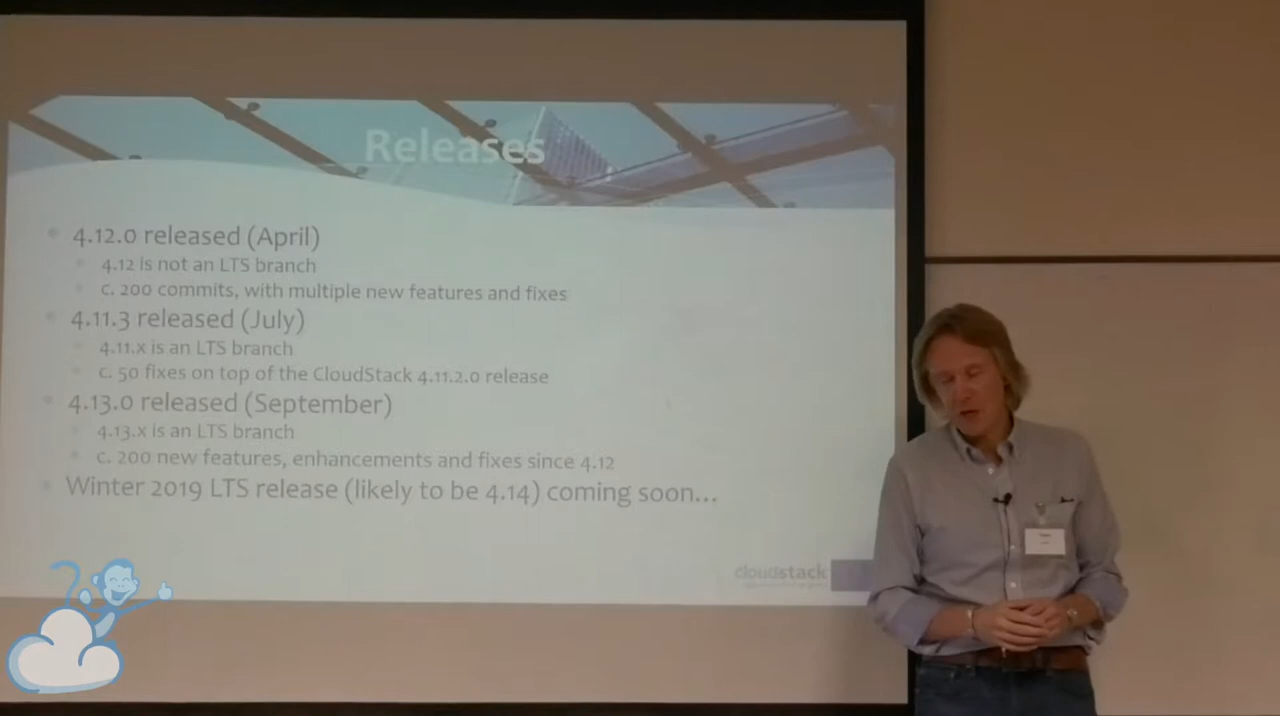 Releases
4.12.0 released (April)
4.12 is not an LTS branch
c. 200 commits, with multiple new features and fixes
4.11.3 released (July)
4.11.x is an LTS branch
c. 50 fixes on top of the CloudStack 4.11.2.0 release
4.13.0 released (September)
4.13.x is an LTS branch
c. 200 new features, enhancements and fixes since 4.12
Winter 2019 LTS release (likely to be 4.14) coming soon...
cloudstack